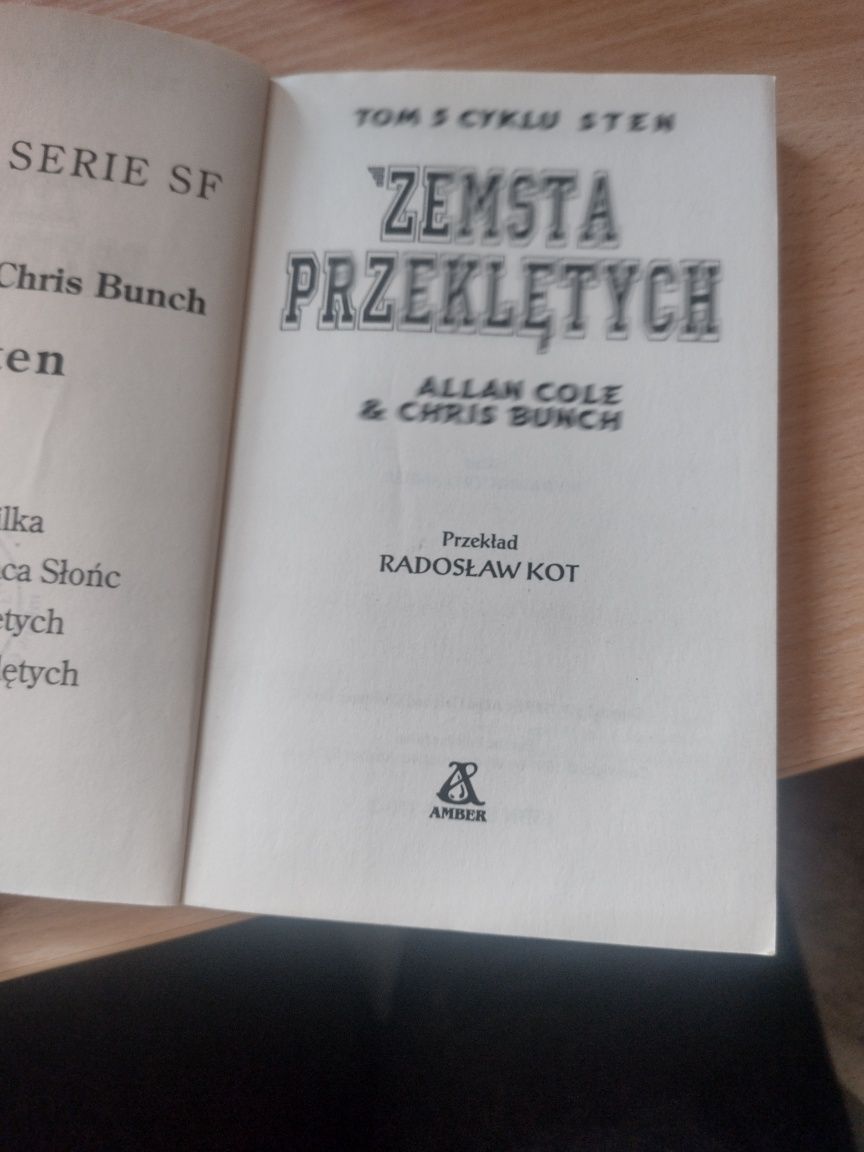 SERIE SF
Chris Bunch
ten
ilka
ca Słońc
ętych
lętych
TOM 5 CYKLU STEN
ZEMSTA
PRZEKLĘTYCH
ALLAN COLE
& CHRIS BUNCH
Przekład
RADOSŁAW KOT
AMBER